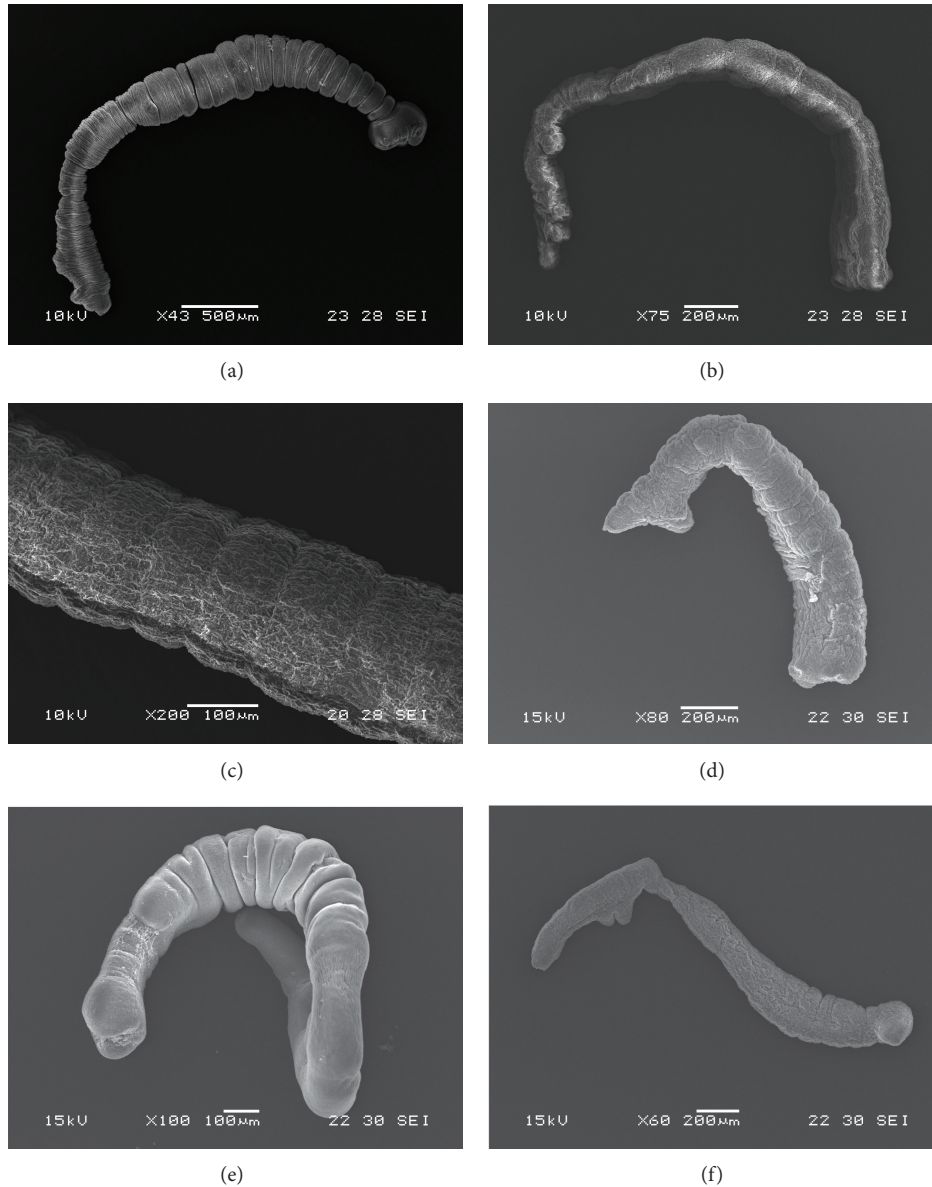 10kV X43 500µm 23 28 SEI
(a)
10kV X75 200µm 23 28 SEI
(b)
10kV X200 100µm 20 28 SEI
(c)
15kV X80 200µm 22 30 SEI
(d)
15kV X100 100µm 22 30 SEI
(e)
15kV X60 200µm 22 30 SEI
(f)